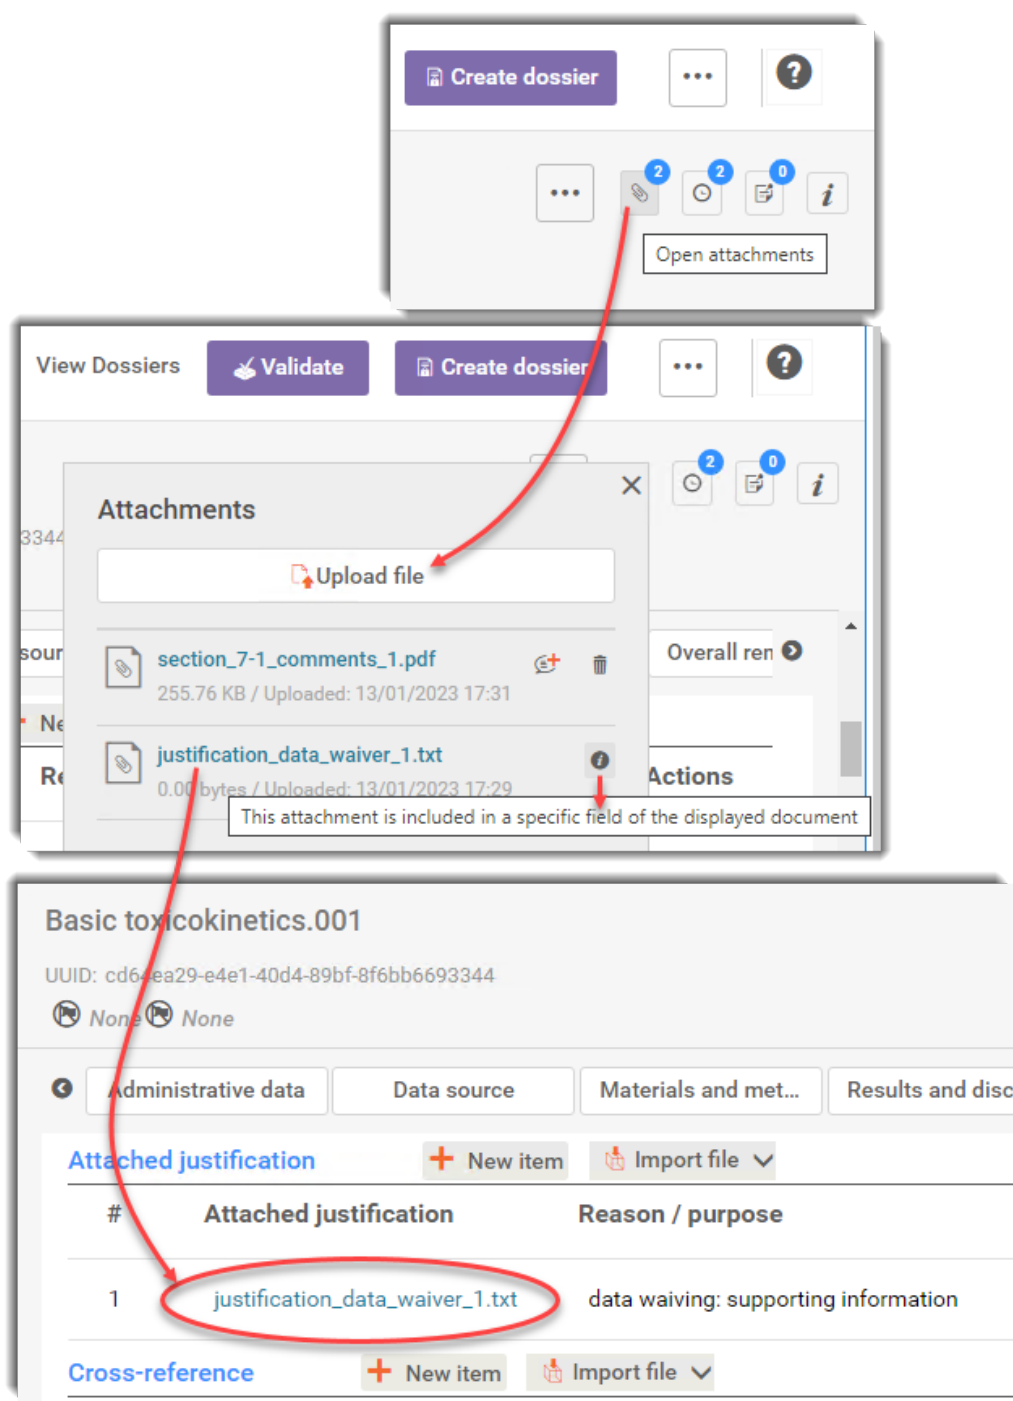 Create dossier
?
2 2 0
i
Open attachments
View Dossiers Validate Create dossier ?
2 0
i
Attachments
3344
Upload file
sour section_7-1_comments_1.pdf Overall ren
255.76 KB / Uploaded: 13/01/2023 17:31
Ne
justification_data_waiver_1.txt
Re Actions
0.00 bytes / Uploaded: 13/01/2023 17:29
This attachment is included in a specific field of the displayed document
Basic toxicokinetics.001
UUID: cd64ea29-e4e1-40d4-89bf-8f6bb6693344
None None
Administrative data Data source Materials and met... Results and disc
Attached justification New item Import file
# Attached justification Reason / purpose
1 justification_data_waiver_1.txt data waiving: supporting information
Cross-reference New item Import file